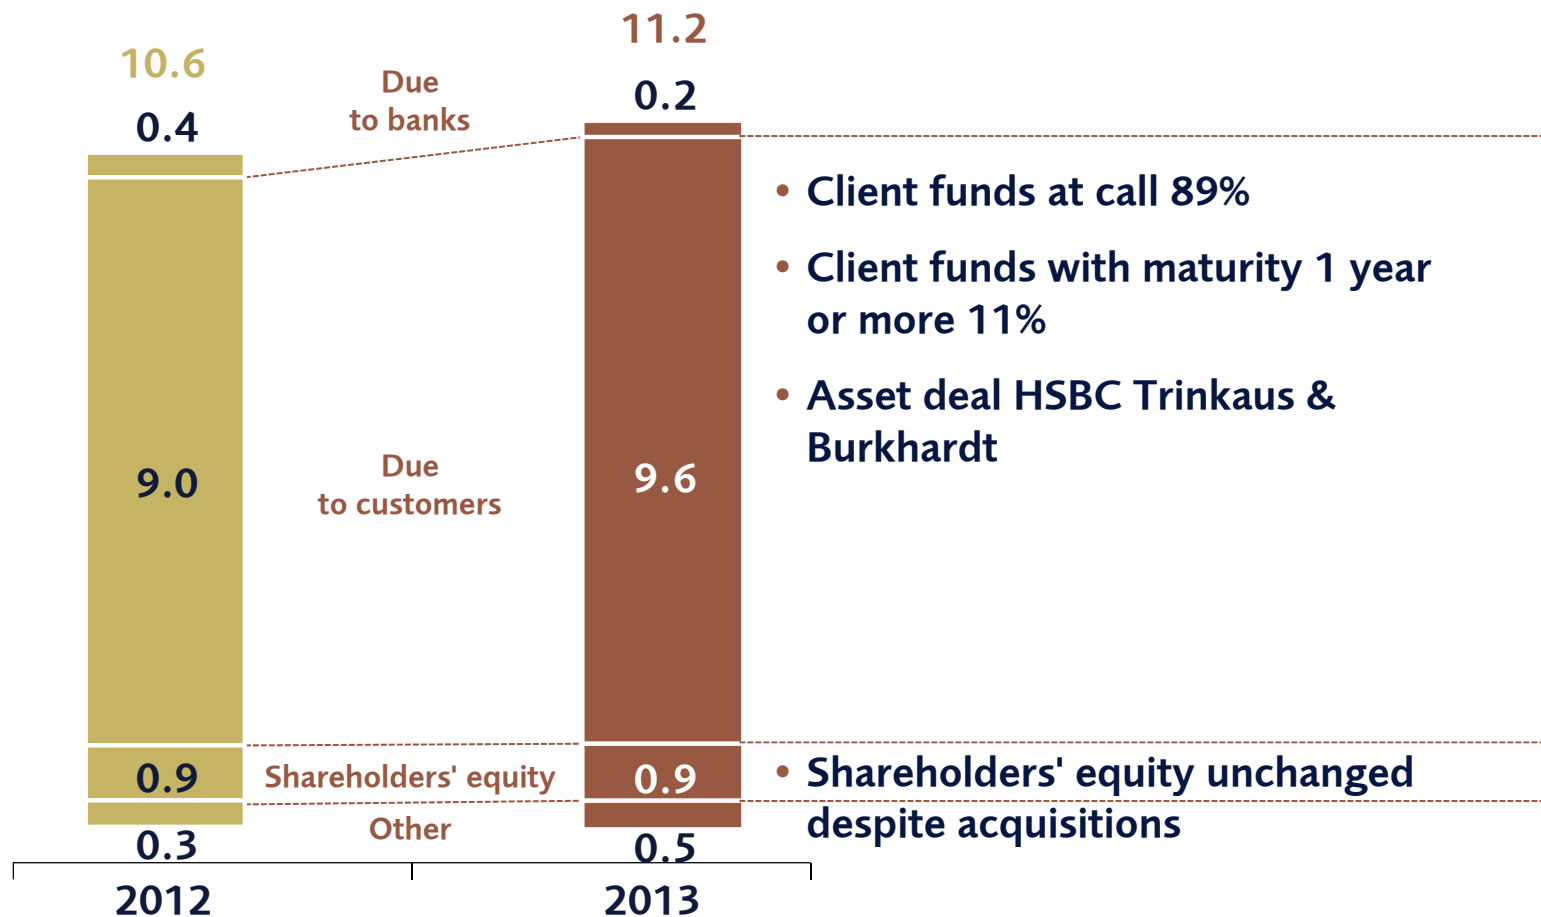 10.6
11.2
Due
to banks
0.4
0.2
• Client funds at call 89%
• Client funds with maturity 1 year
or more 11%
• Asset deal HSBC Trinkaus &
Burkhardt
9.0
Due
to customers
9.6
0.9
Shareholders' equity
0.9
• Shareholders' equity unchanged
despite acquisitions
Other
0.3
0.5
2012
2013